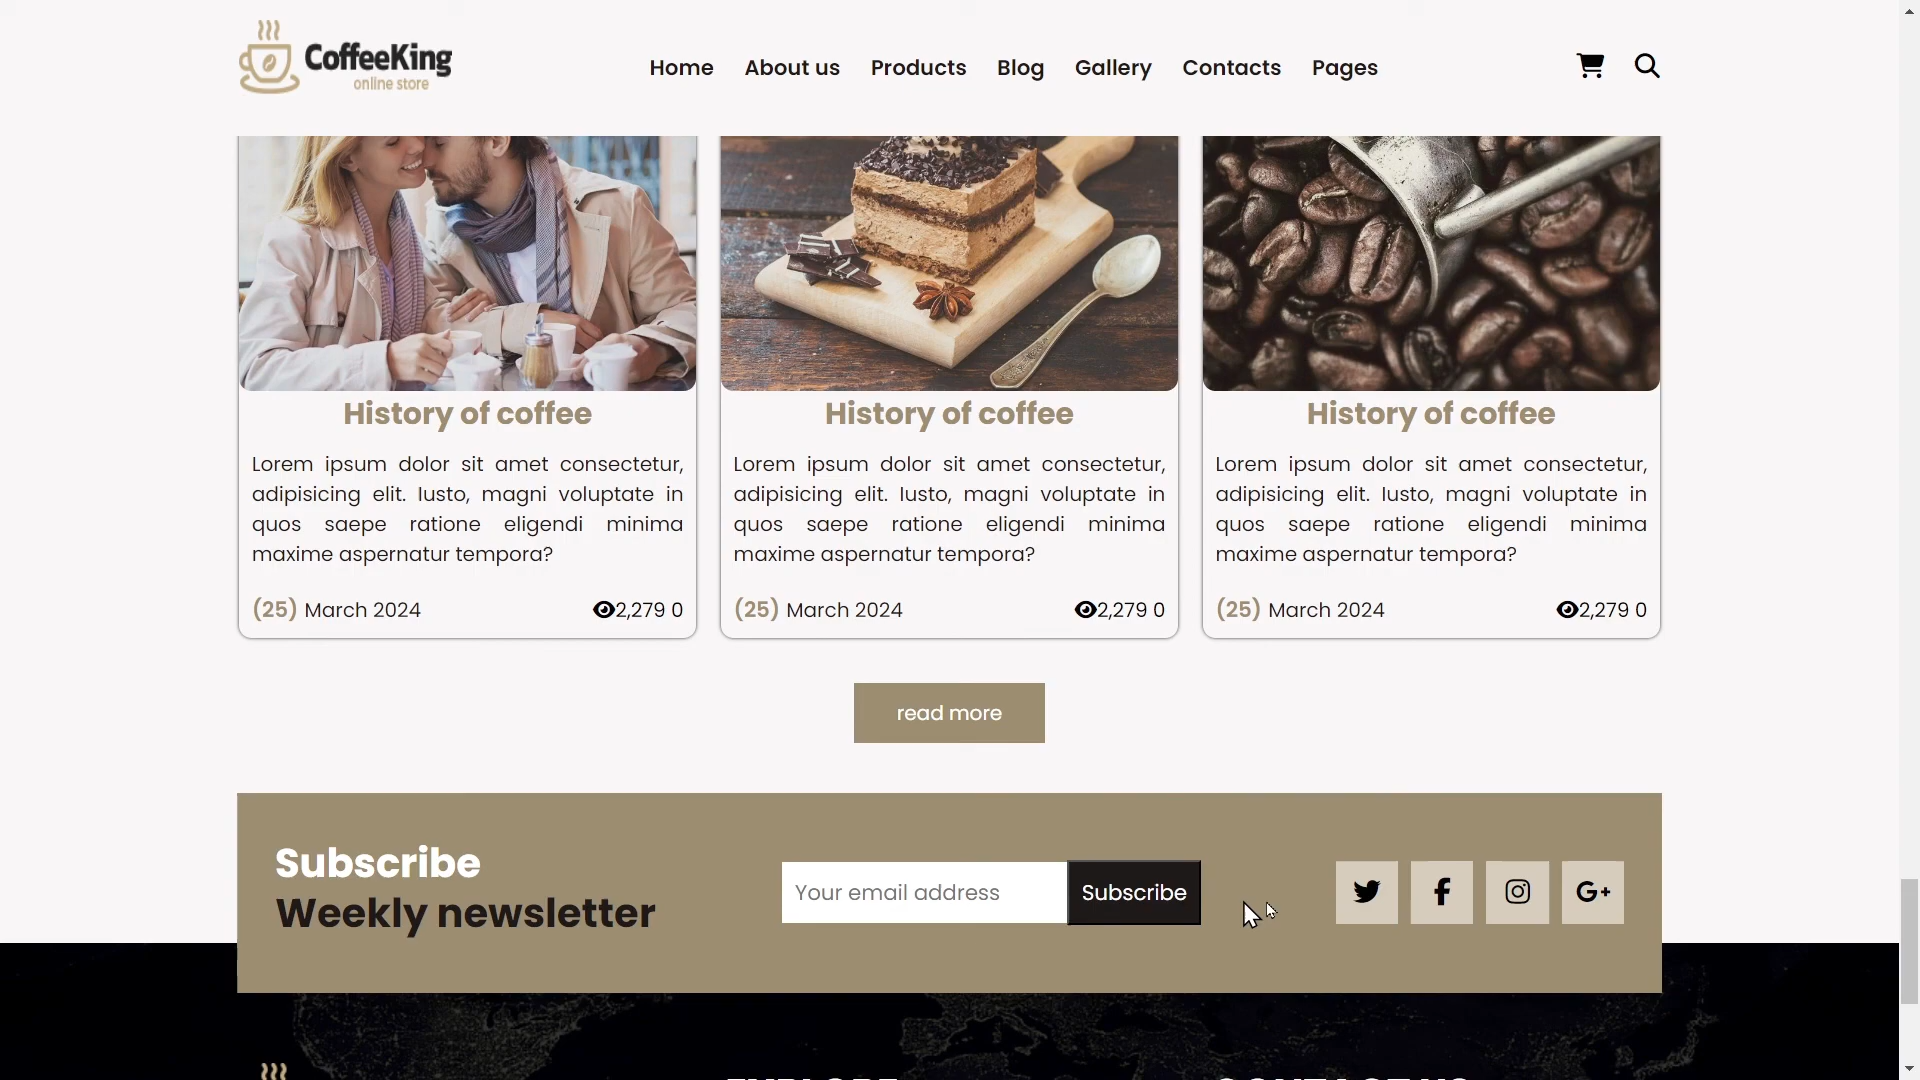 CoffeeKing
online store
Home About us Products Blog Gallery Contacts Pages
History of coffee
Lorem ipsum dolor sit amet consectetur,
adipisicing elit. Iusto, magni voluptate in
quos saepe ratione eligendi minima
maxime aspernatur tempora?
(25) March 2024 2,279 0
History of coffee
Lorem ipsum dolor sit amet consectetur,
adipisicing elit. Iusto, magni voluptate in
quos saepe ratione eligendi minima
maxime aspernatur tempora?
(25) March 2024 2,279 0
History of coffee
Lorem ipsum dolor sit amet consectetur,
adipisicing elit. Iusto, magni voluptate in
quos saepe ratione eligendi minima
maxime aspernatur tempora?
(25) March 2024 2,279 0
read more
Subscribe
Weekly newsletter
Your email address
Subscribe
G+